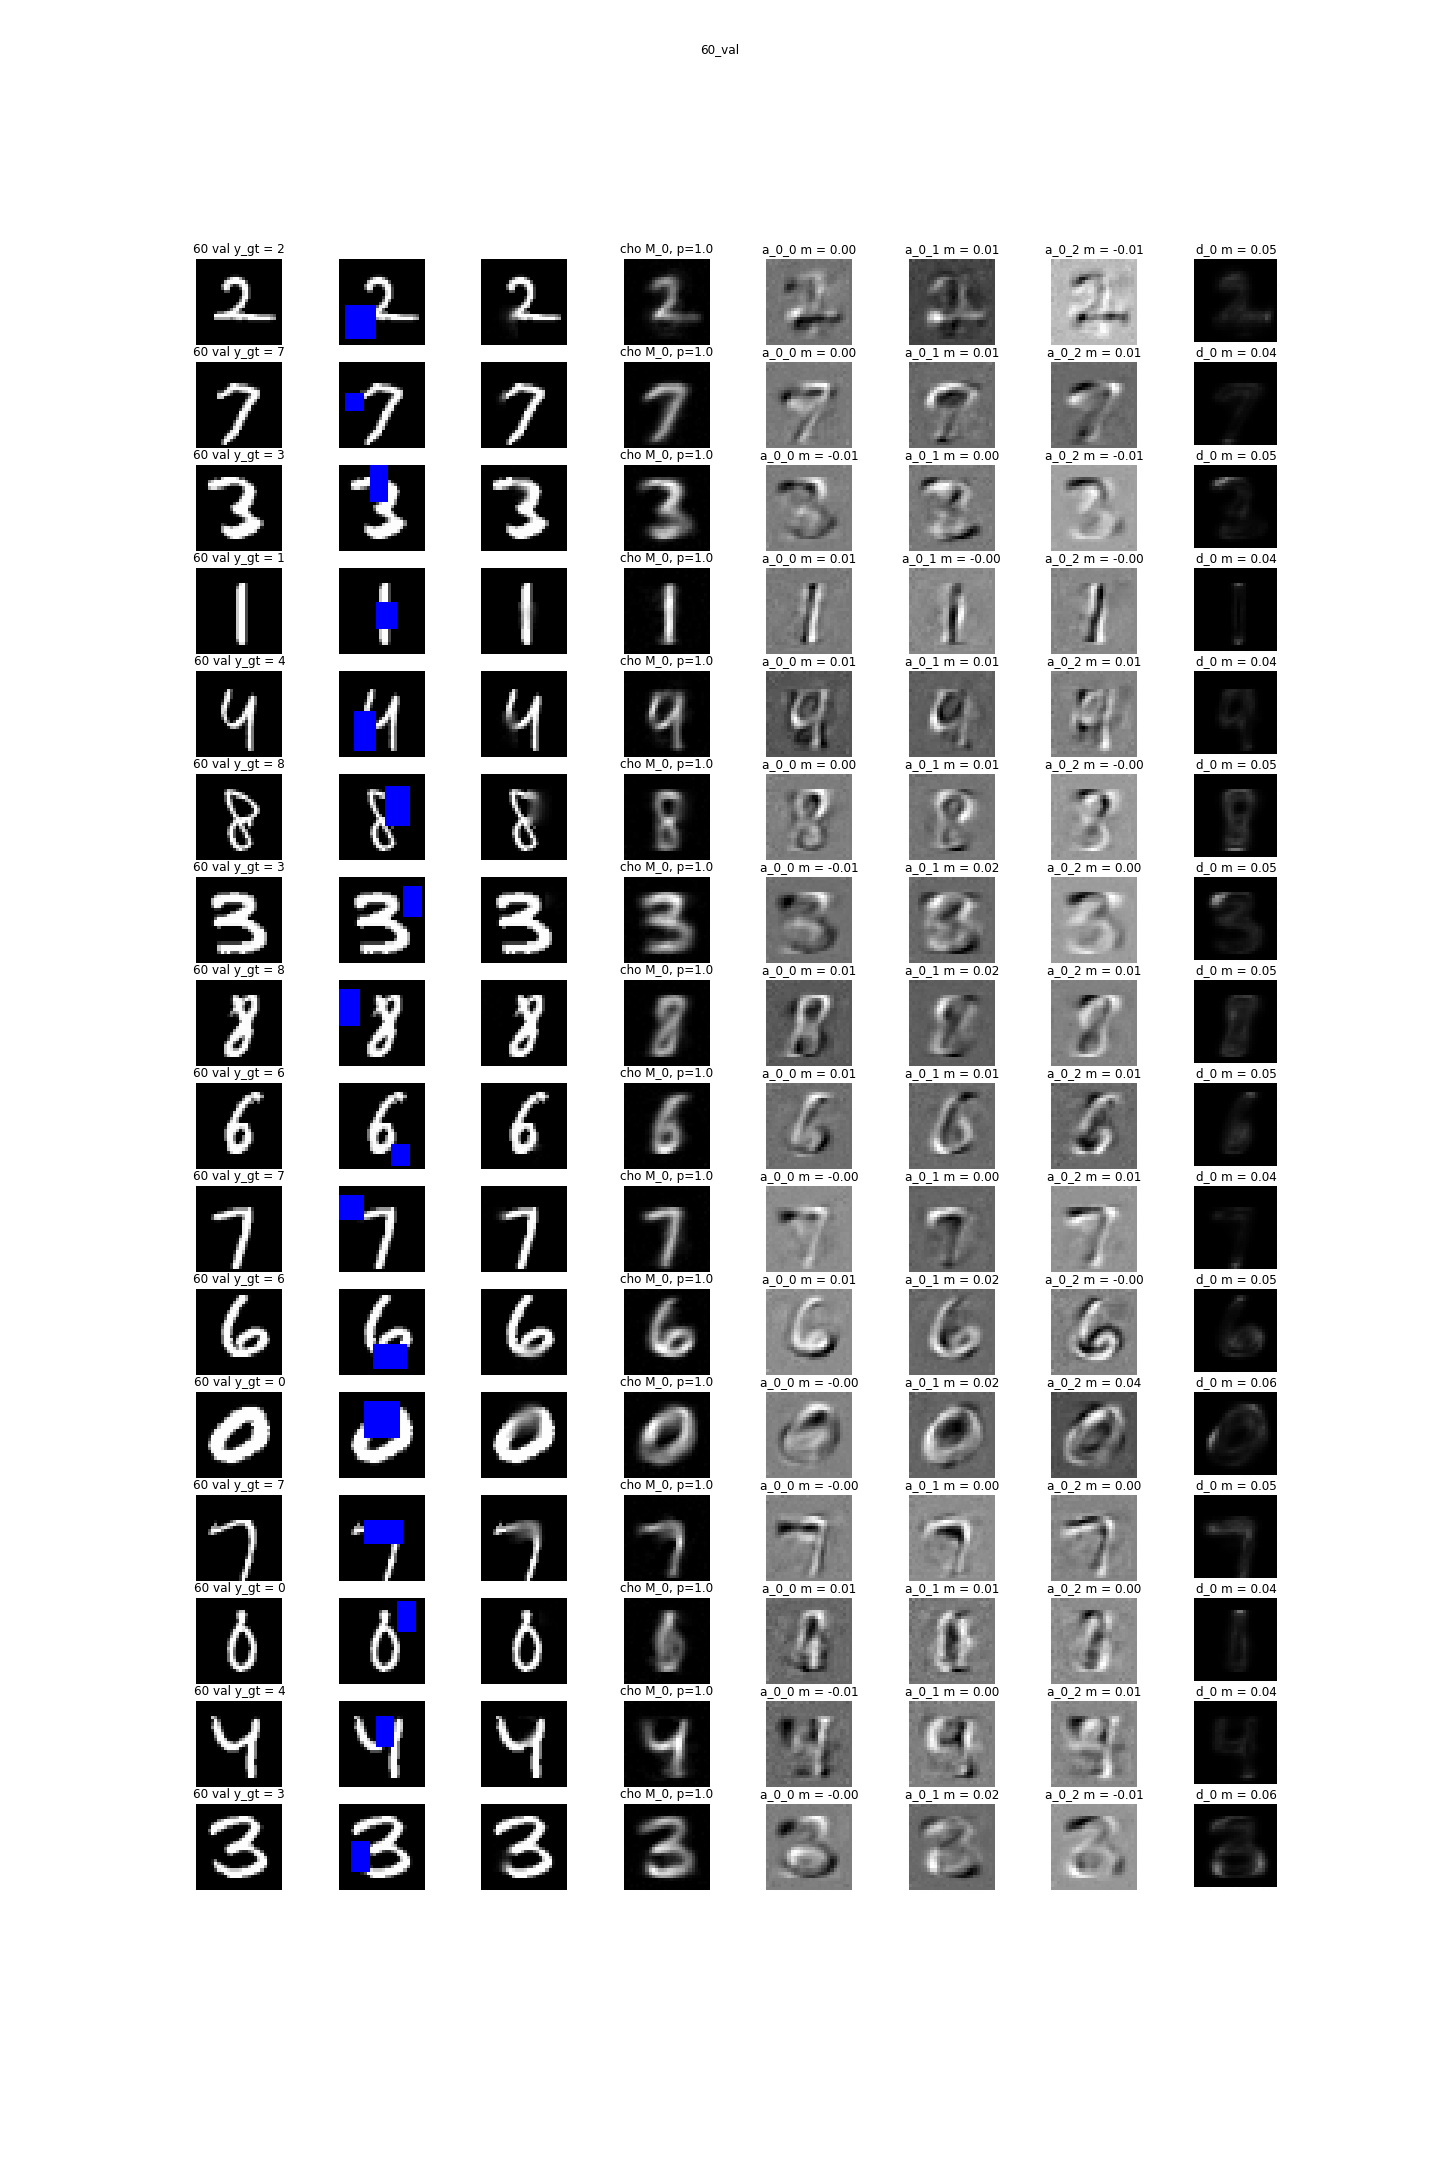 60_val
60 val y_gt = 2 cho M_0, p=1.0 a_0_0 m = 0.00 a_0_1 m = 0.01 a_0_2 m = -0.01 d_0 m = 0.05
60 val y_gt = 7 cho M_0, p=1.0 a_0_0 m = 0.00 a_0_1 m = 0.01 a_0_2 m = 0.01 d_0 m = 0.04
60 val y_gt = 3 cho M_0, p=1.0 a_0_0 m = -0.01 a_0_1 m = 0.00 a_0_2 m = -0.01 d_0 m = 0.05
60 val y_gt = 1 cho M_0, p=1.0 a_0_0 m = 0.01 a_0_1 m = -0.00 a_0_2 m = -0.00 d_0 m = 0.04
60 val y_gt = 4 cho M_0, p=1.0 a_0_0 m = 0.01 a_0_1 m = 0.01 a_0_2 m = 0.01 d_0 m = 0.04
60 val y_gt = 8 cho M_0, p=1.0 a_0_0 m = 0.00 a_0_1 m = 0.01 a_0_2 m = -0.00 d_0 m = 0.05
60 val y_gt = 3 cho M_0, p=1.0 a_0_0 m = -0.01 a_0_1 m = 0.02 a_0_2 m = 0.00 d_0 m = 0.05
60 val y_gt = 8 cho M_0, p=1.0 a_0_0 m = 0.01 a_0_1 m = 0.02 a_0_2 m = 0.01 d_0 m = 0.05
60 val y_gt = 6 cho M_0, p=1.0 a_0_0 m = 0.01 a_0_1 m = 0.01 a_0_2 m = 0.01 d_0 m = 0.05
60 val y_gt = 7 cho M_0, p=1.0 a_0_0 m = -0.00 a_0_1 m = 0.00 a_0_2 m = 0.01 d_0 m = 0.04
60 val y_gt = 6 cho M_0, p=1.0 a_0_0 m = 0.01 a_0_1 m = 0.02 a_0_2 m = -0.00 d_0 m = 0.05
60 val y_gt = 0 cho M_0, p=1.0 a_0_0 m = -0.00 a_0_1 m = 0.02 a_0_2 m = 0.04 d_0 m = 0.06
60 val y_gt = 7 cho M_0, p=1.0 a_0_0 m = -0.00 a_0_1 m = 0.00 a_0_2 m = 0.00 d_0 m = 0.05
60 val y_gt = 0 cho M_0, p=1.0 a_0_0 m = 0.01 a_0_1 m = 0.01 a_0_2 m = 0.00 d_0 m = 0.04
60 val y_gt = 4 cho M_0, p=1.0 a_0_0 m = -0.01 a_0_1 m = 0.00 a_0_2 m = 0.01 d_0 m = 0.04
60 val y_gt = 3 cho M_0, p=1.0 a_0_0 m = -0.00 a_0_1 m = 0.02 a_0_2 m = -0.01 d_0 m = 0.06